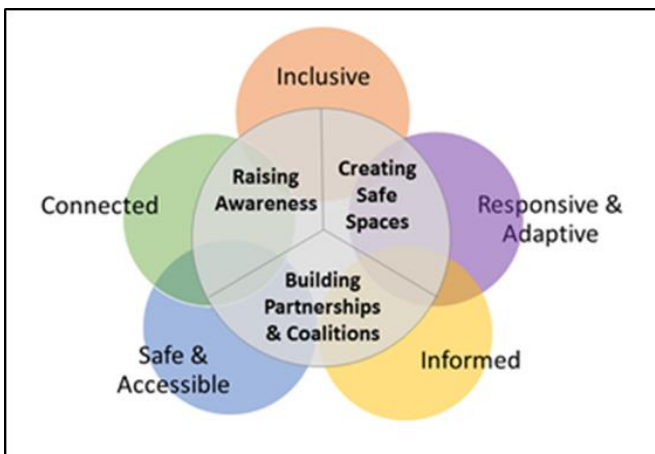 Inclusive
Raising
Awareness
Creating
Safe
Spaces
Connected
Responsive &
Adaptive
Building
Partnerships
& Coalitions
Safe &
Accessible
Informed